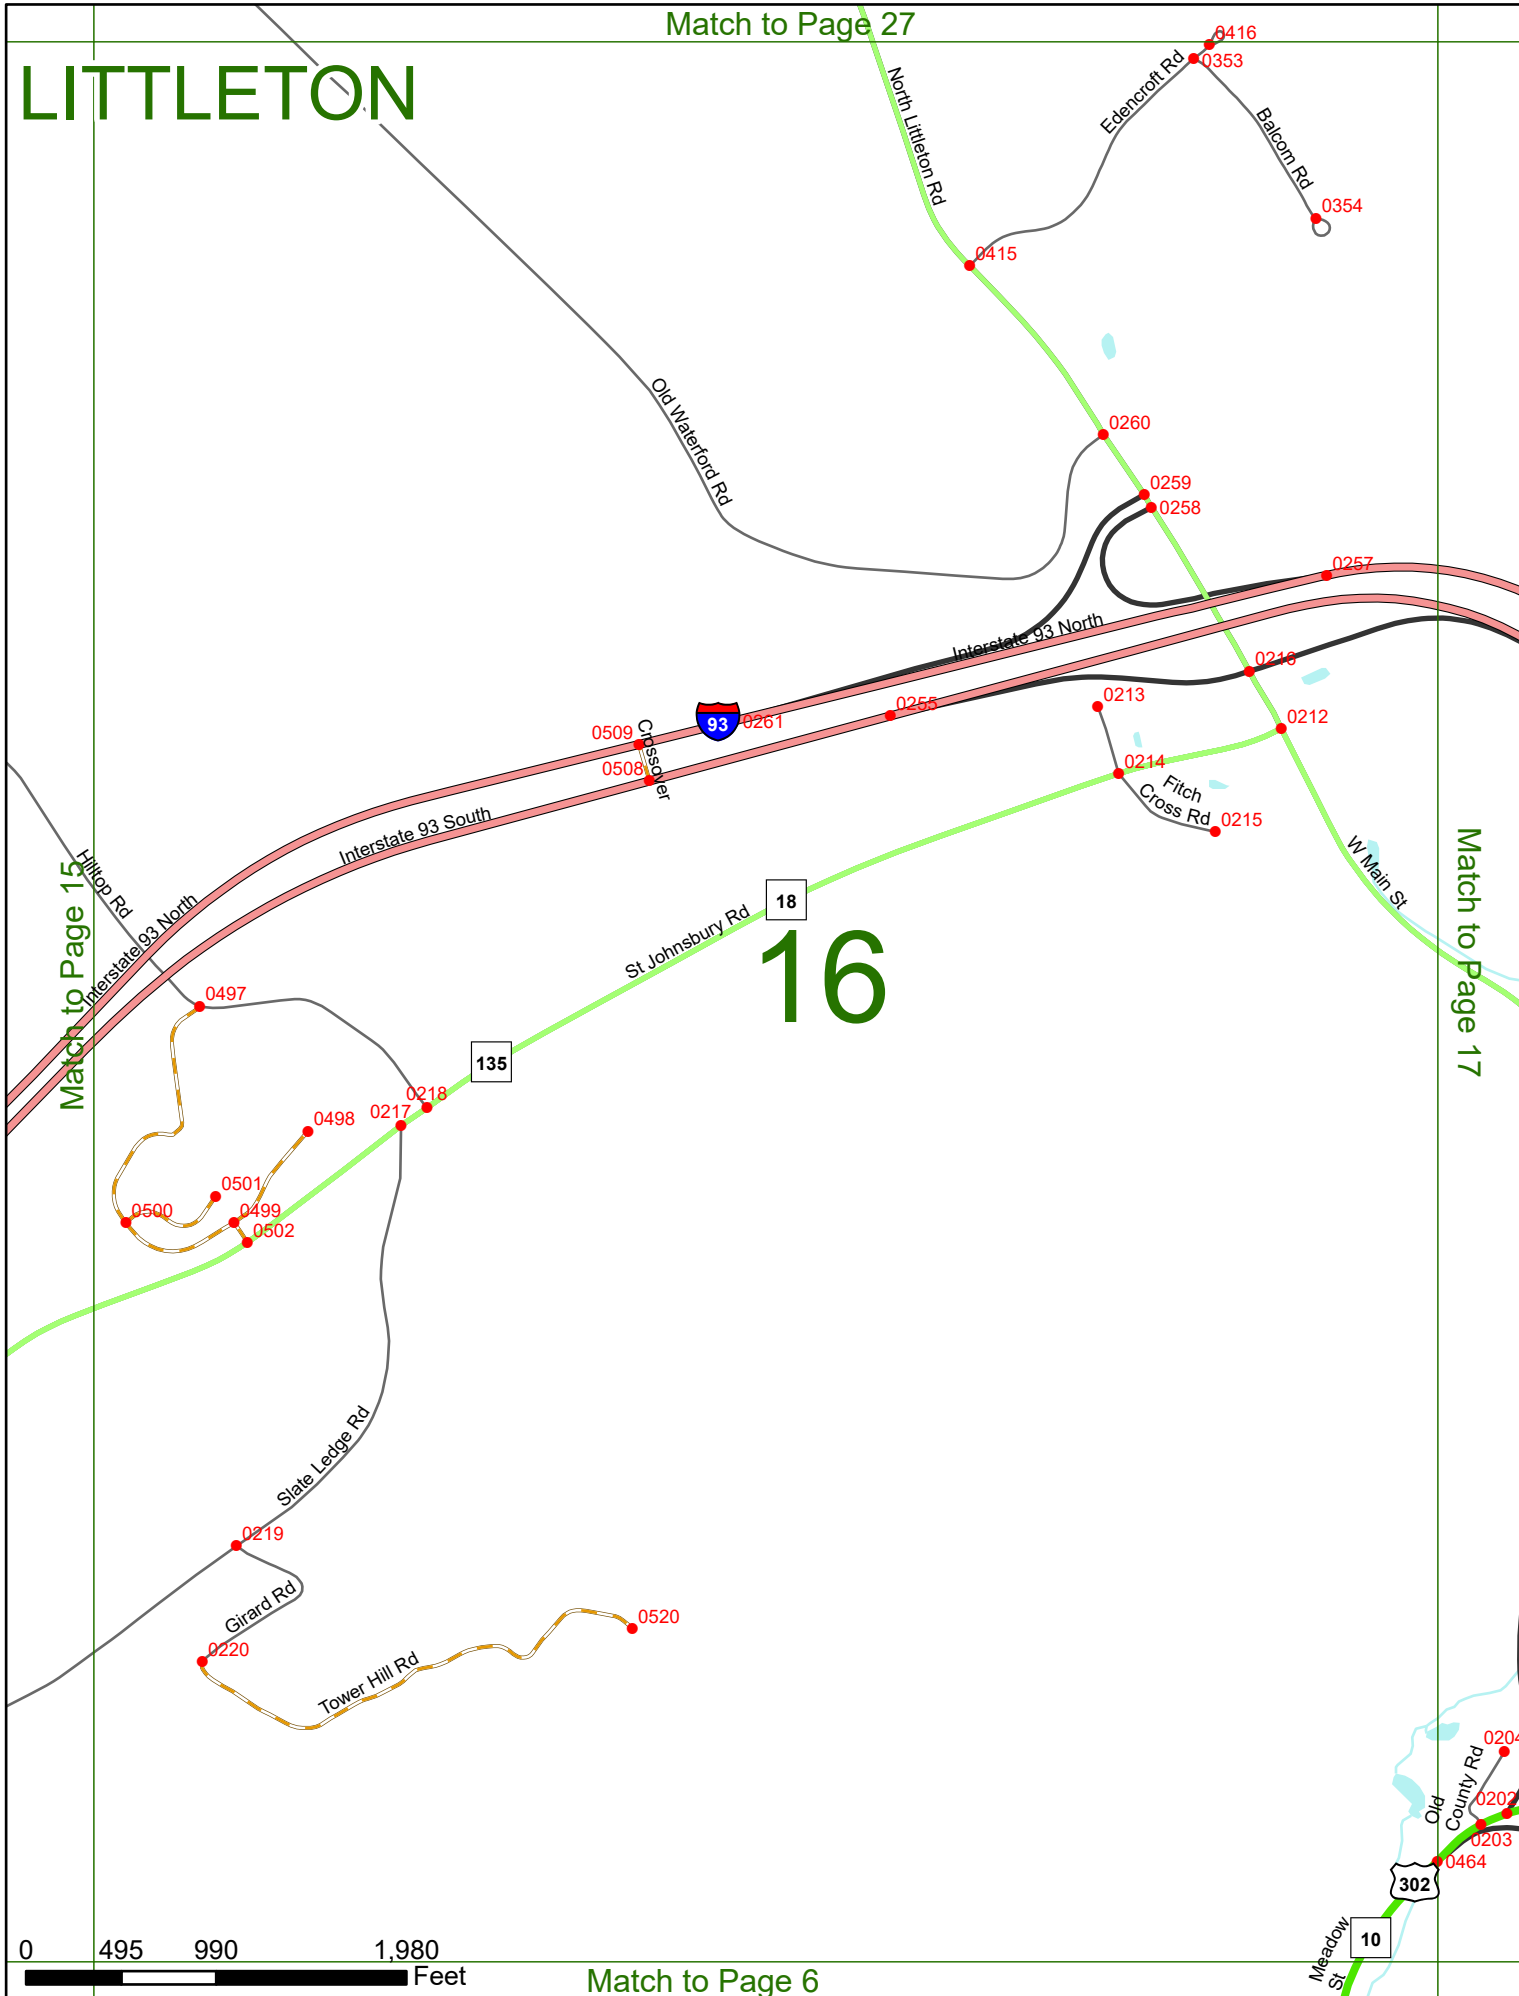 Match to Page 27
LITTLETON
0416
0353
Edencroft Rd
North Littleton Rd
Balcom Rd
0354
0415
Old Waterford Rd
0260
0259
0258
0257
Interstate 93 North
0216
0213
0255
0212
93
0261
0509
Crossover
0508
0214
Fitch
Cross Rd
0215
Interstate 93 South
W Main St
Match to Page 15
Hilltop Rd
Match to Page 17
18
St Johnsbury Rd
16
Interstate 93 North
0497
135
0218
0217
0498
0501
0500
0499
0502
Slate Ledge Rd
0219
Girard Rd
0220
0520
Tower Hill Rd
0204
Old
County Rd
0202
0203
0464
302
10
Meadow
St
0 495 990 1,980
Feet
Match to Page 6